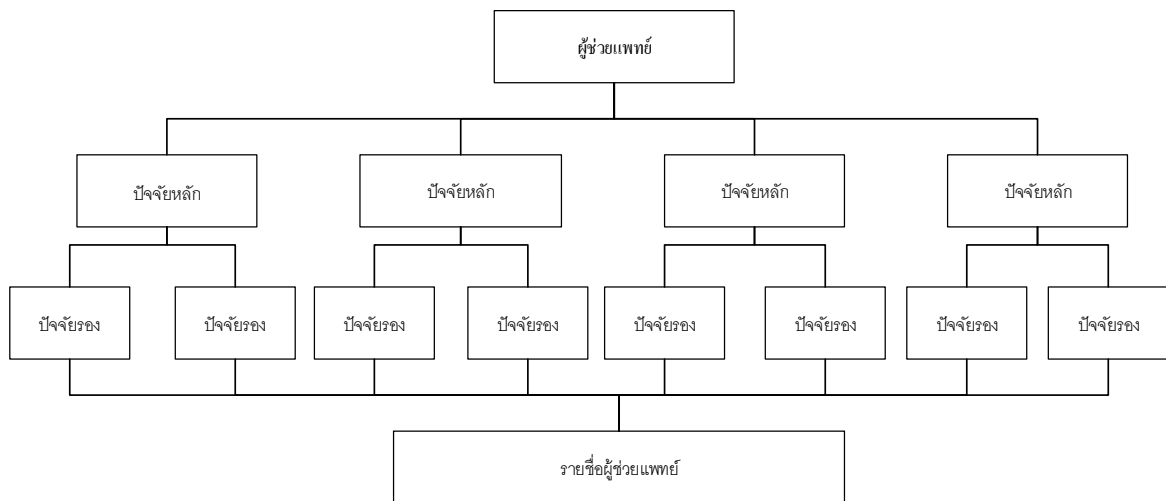 ผู้ช่วยแพทย์
ปัจจัยหลัก ปัจจัยหลัก ปัจจัยหลัก ปัจจัยหลัก
ปัจจัยรอง ปัจจัยรอง ปัจจัยรอง ปัจจัยรอง ปัจจัยรอง ปัจจัยรอง ปัจจัยรอง ปัจจัยรอง
รายชื่อผู้ช่วยแพทย์